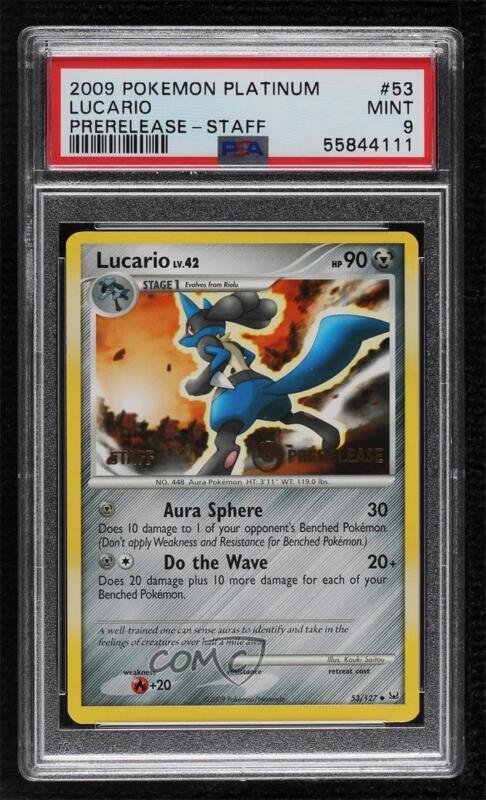 2009 POKEMON PLATINUM #53
LUCARIO MINT
PRERELEASE – STAFF 9
PSA 55844111
Lucario LV.42 HP 90
STAGE 1 Evolves from Riolu
STAFF PRERELEASE
NO. 448 Aura Pokémon HT: 3'11" WT: 119.0 lbs.
Aura Sphere 30
Does 10 damage to 1 of your opponent's Benched Pokémon.
(Don't apply Weakness and Resistance for Benched Pokémon.)
Do the Wave 20+
Does 20 damage plus 10 more damage for each of your
Benched Pokémon.
A well-trained one can sense auras to identify and take in the
feelings of creatures over half a mile away.
COMC
Illus. Kouki Saitou
weakness resistance retreat cost
+20
©2009 Pokémon/Nintendo 53/127